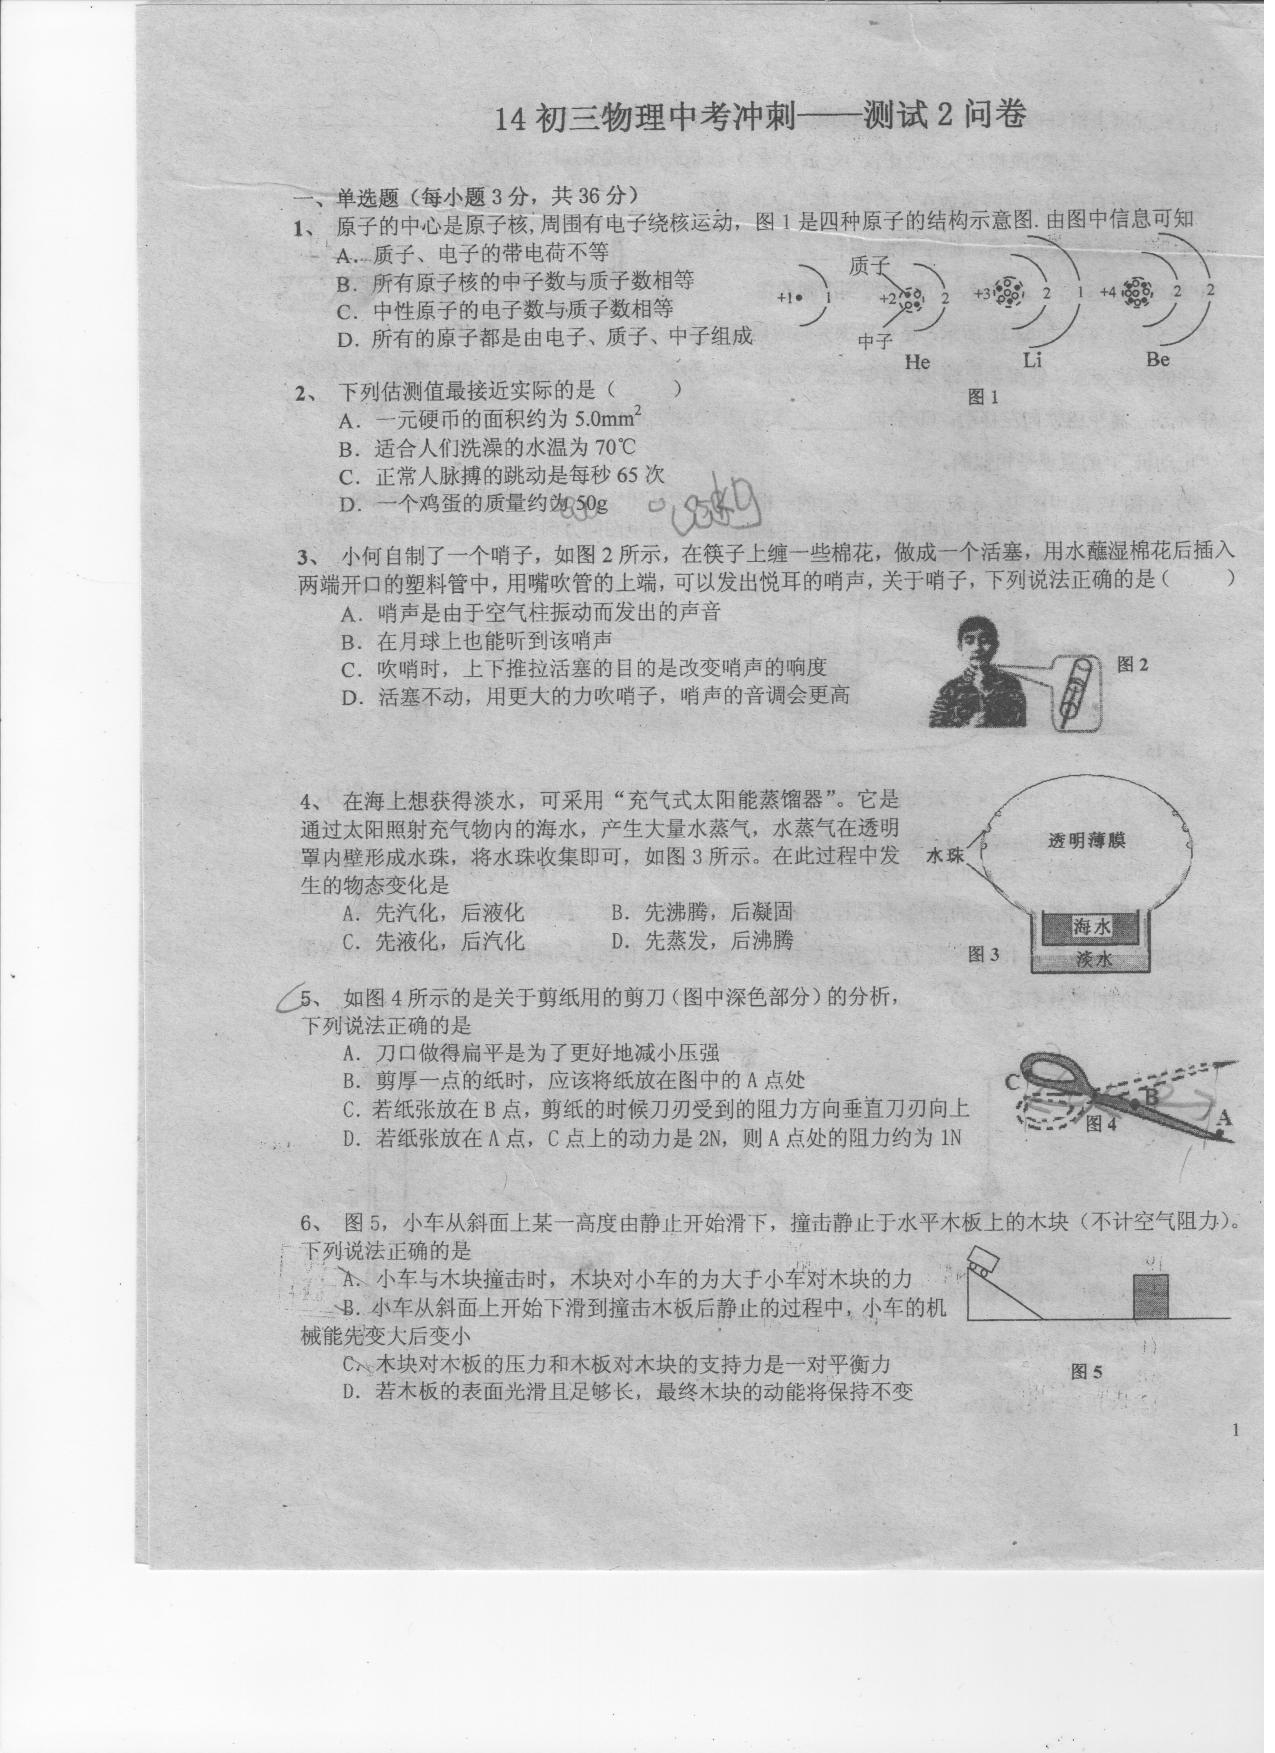 14初三物理中考冲刺——测试2问卷
一、单选题（每小题3分，共36分）
1、 原子的中心是原子核,周围有电子绕核运动，图1是四种原子的结构示意图.由图中信息可知
A．质子、电子的带电荷不等
B．所有原子核的中子数与质子数相等
C．中性原子的电子数与质子数相等
D．所有的原子都是由电子、质子、中子组成
质子
+1 1 +2 2 +3 2 1 +4 2 2
中子
He Li Be
图1
2、 下列估测值最接近实际的是（ ）
A．一元硬币的面积约为5.0mm²
B．适合人们洗澡的水温为70℃
C．正常人脉搏的跳动是每秒65次
D．一个鸡蛋的质量约为50g
3、 小何自制了一个哨子，如图2所示，在筷子上缠一些棉花，做成一个活塞，用水蘸湿棉花后插入
两端开口的塑料管中，用嘴吹管的上端，可以发出悦耳的哨声，关于哨子，下列说法正确的是（ ）
A．哨声是由于空气柱振动而发出的声音
B．在月球上也能听到该哨声
C．吹哨时，上下推拉活塞的目的是改变哨声的响度
D．活塞不动，用更大的力吹哨子，哨声的音调会更高
图2
4、 在海上想获得淡水，可采用“充气式太阳能蒸馏器”。它是
通过太阳照射充气物内的海水，产生大量水蒸气，水蒸气在透明
罩内壁形成水珠，将水珠收集即可，如图3所示。在此过程中发
生的物态变化是
A．先汽化，后液化 B．先沸腾，后凝固
C．先液化，后汽化 D．先蒸发，后沸腾
透明薄膜
水珠
海水
淡水
图3
5、 如图4所示的是关于剪纸用的剪刀（图中深色部分）的分析，
下列说法正确的是
A．刀口做得扁平是为了更好地减小压强
B．剪厚一点的纸时，应该将纸放在图中的A点处
C．若纸张放在B点，剪纸的时候刀刃受到的阻力方向垂直刀刃向上
D．若纸张放在A点，C点上的动力是2N，则A点处的阻力约为1N
C
B
A
图4
6、 图5，小车从斜面上某一高度由静止开始滑下，撞击静止于水平木板上的木块（不计空气阻力）。
下列说法正确的是
A．小车与木块撞击时，木块对小车的力大于小车对木块的力
B．小车从斜面上开始下滑到撞击木板后静止的过程中，小车的机
械能先变大后变小
C．木块对木板的压力和木板对木块的支持力是一对平衡力
D．若木板的表面光滑且足够长，最终木块的动能将保持不变
图5
1